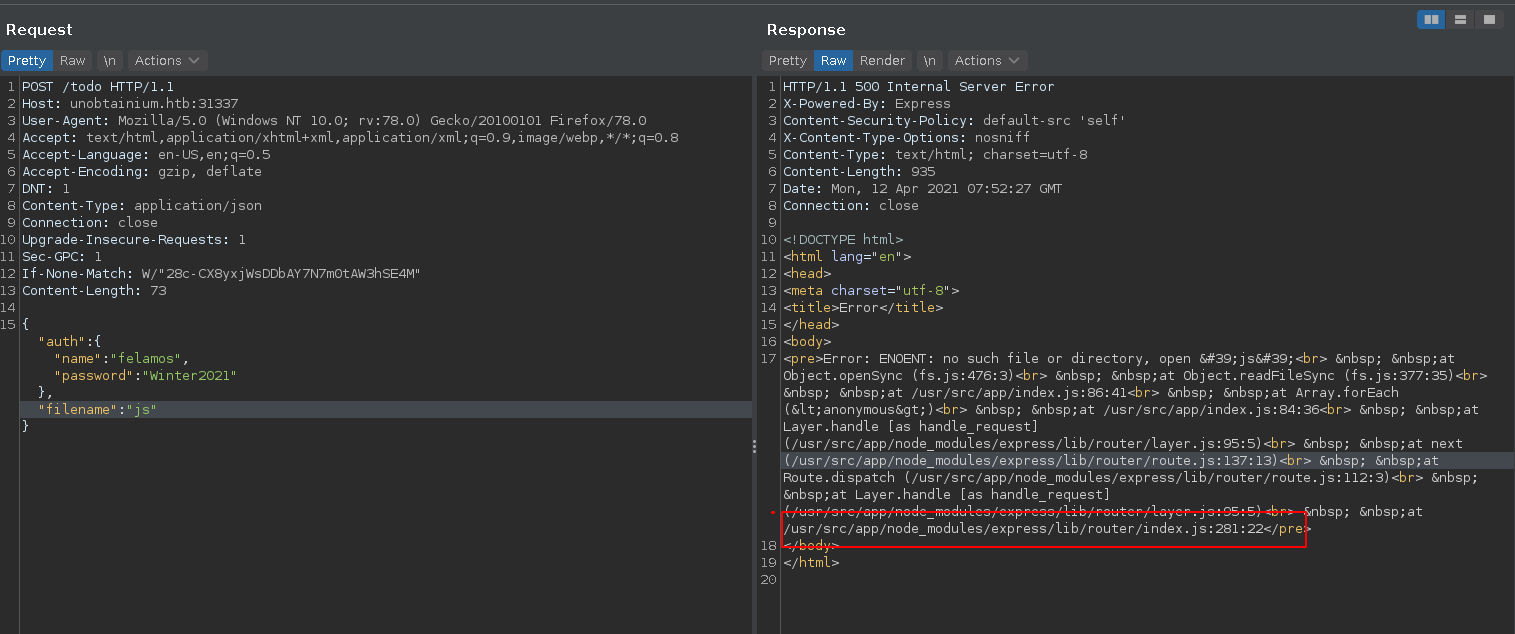 Request
Pretty Raw \n Actions
1 POST /todo HTTP/1.1
2 Host: unobtainium.htb:31337
3 User-Agent: Mozilla/5.0 (Windows NT 10.0; rv:78.0) Gecko/20100101 Firefox/78.0
4 Accept: text/html,application/xhtml+xml,application/xml;q=0.9,image/webp,*/*;q=0.8
5 Accept-Language: en-US,en;q=0.5
6 Accept-Encoding: gzip, deflate
7 DNT: 1
8 Content-Type: application/json
9 Connection: close
10 Upgrade-Insecure-Requests: 1
11 Sec-GPC: 1
12 If-None-Match: W/"28c-CX8yxjWsDDbAY7N7mOtAW3hSE4M"
13 Content-Length: 73
14
15 {
"auth":{
"name":"felamos",
"password":"Winter2021"
},
"filename":"js"
}
Response
Pretty Raw Render \n Actions
1 HTTP/1.1 500 Internal Server Error
2 X-Powered-By: Express
3 Content-Security-Policy: default-src 'self'
4 X-Content-Type-Options: nosniff
5 Content-Type: text/html; charset=utf-8
6 Content-Length: 935
7 Date: Mon, 12 Apr 2021 07:52:27 GMT
8 Connection: close
9
10 <!DOCTYPE html>
11 <html lang="en">
12 <head>
13 <meta charset="utf-8">
14 <title>Error</title>
15 </head>
16 <body>
17 <pre>Error: ENOENT: no such file or directory, open &#39;js&#39;<br> &nbsp; &nbsp;at
Object.openSync (fs.js:476:3)<br> &nbsp; &nbsp;at Object.readFileSync (fs.js:377:35)<br>
&nbsp; &nbsp;at /usr/src/app/index.js:86:41<br> &nbsp; &nbsp;at Array.forEach
(&lt;anonymous&gt;)<br> &nbsp; &nbsp;at /usr/src/app/index.js:84:36<br> &nbsp; &nbsp;at
Layer.handle [as handle_request]
(/usr/src/app/node_modules/express/lib/router/layer.js:95:5)<br> &nbsp; &nbsp;at next
(/usr/src/app/node_modules/express/lib/router/route.js:137:13)<br> &nbsp; &nbsp;at
Route.dispatch (/usr/src/app/node_modules/express/lib/router/route.js:112:3)<br> &nbsp;
&nbsp;at Layer.handle [as handle_request]
(/usr/src/app/node_modules/express/lib/router/layer.js:95:5)<br> &nbsp; &nbsp;at
/usr/src/app/node_modules/express/lib/router/index.js:281:22</pre>
18 </body>
19 </html>
20